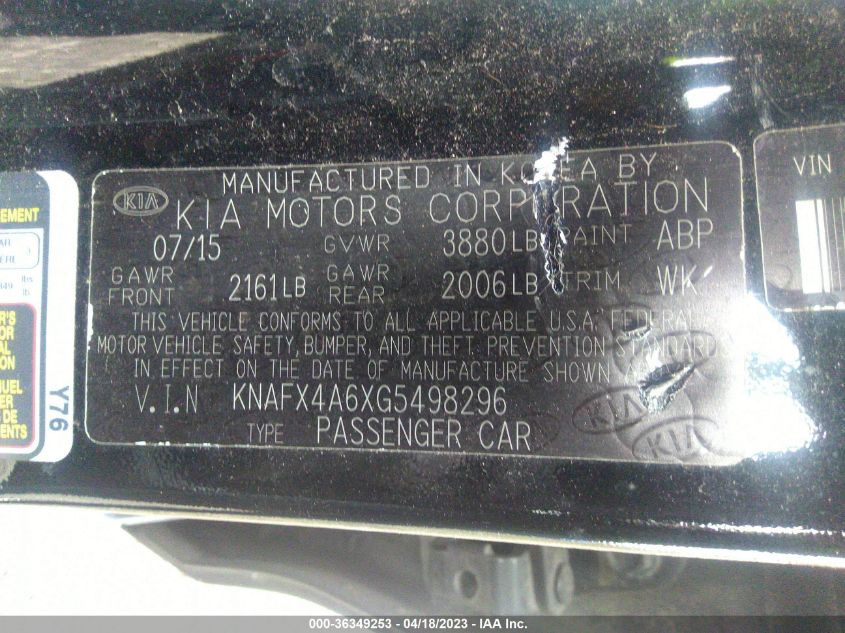 MANUFACTURED IN KOREA BY
KIA KIA MOTORS CORPORATION
07/15 GVWR 3880LB PAINT ABP
GAWR FRONT 2161LB GAWR REAR 2006LB TRIM WK
THIS VEHICLE CONFORMS TO ALL APPLICABLE U.S.A. FEDERAL
MOTOR VEHICLE SAFETY, BUMPER, AND THEFT PREVENTION STANDARDS
IN EFFECT ON THE DATE OF MANUFACTURE SHOWN
V.I.N KNAFX4A6XG5498296
TYPE PASSENGER CAR
KIA
KIA
VIN
Y76
000-36349253 - 04/18/2023 - IAA Inc.